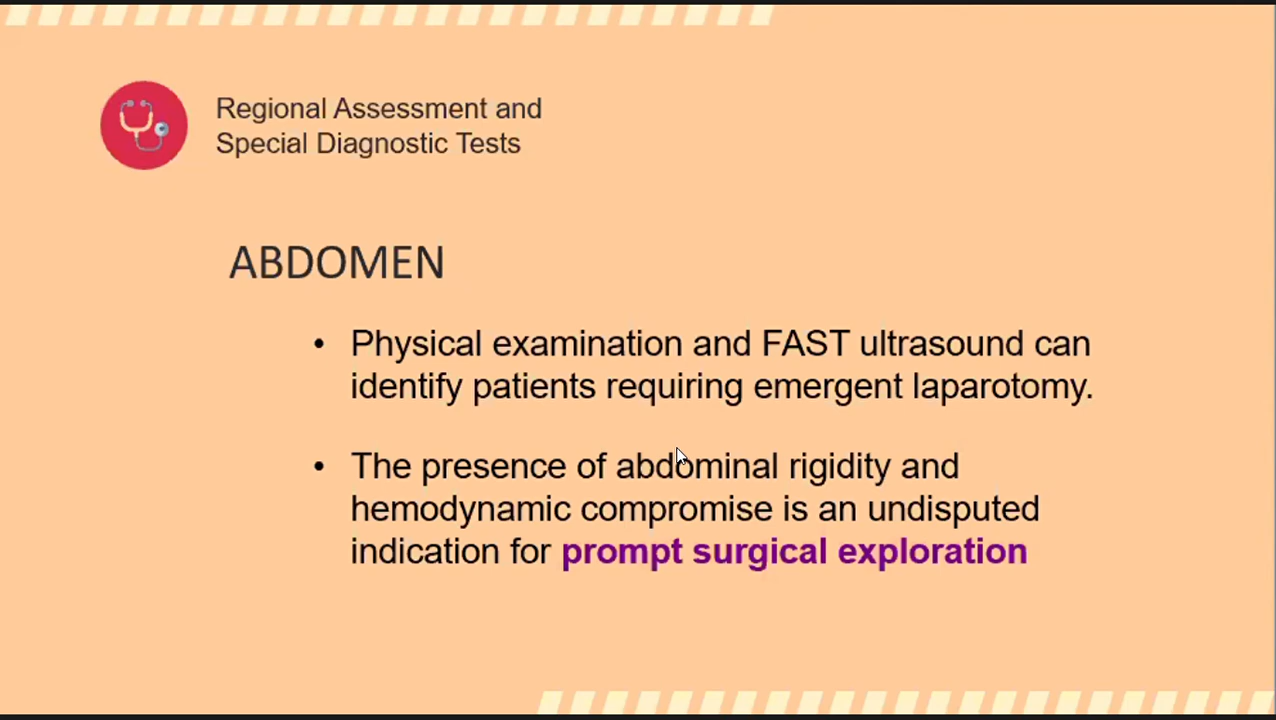 Regional Assessment and
Special Diagnostic Tests
ABDOMEN
• Physical examination and FAST ultrasound can
identify patients requiring emergent laparotomy.
• The presence of abdominal rigidity and
hemodynamic compromise is an undisputed
indication for prompt surgical exploration